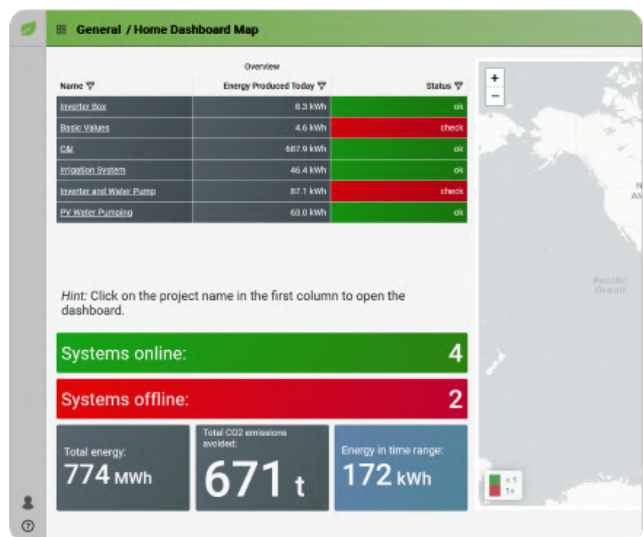 General / Home Dashboard Map
Overview
Name Energy Produced Today Status
Inverter Box 8.3 kWh ok
Basic Values 4.6 kWh check
C&I 687.9 kWh ok
Irrigation System 46.4 kWh ok
Inverter and Water Pump 87.1 kWh check
PV Water Pumping 63.0 kWh ok
Hint: Click on the project name in the first column to open the
dashboard.
Systems online: 4
Systems offline: 2
Total energy:
774 MWh
Total CO2 emissions
avoided:
671 t
Energy in time range:
172 kWh
+
−
N
AM
Pacific
Ocean
< 1
1+